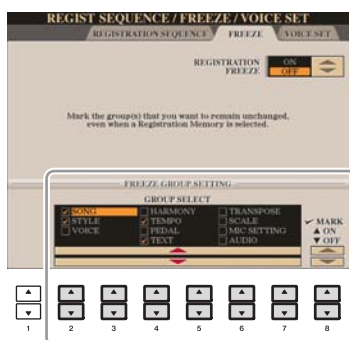 REGIST SEQUENCE / FREEZE / VOICE SET
REGISTRATION SEQUENCE FREEZE VOICE SET
REGISTRATION FREEZE
ON
OFF
Mark the group(s) that you want to remain unchanged,
even when a Registration Memory is selected.
FREEZE GROUP SETTING
GROUP SELECT
SONG HARMONY TRANSPOSE
STYLE TEMPO SCALE
VOICE PEDAL MIC SETTING
TEXT AUDIO
MARK
▲ ON
▼ OFF
1 2 3 4 5 6 7 8